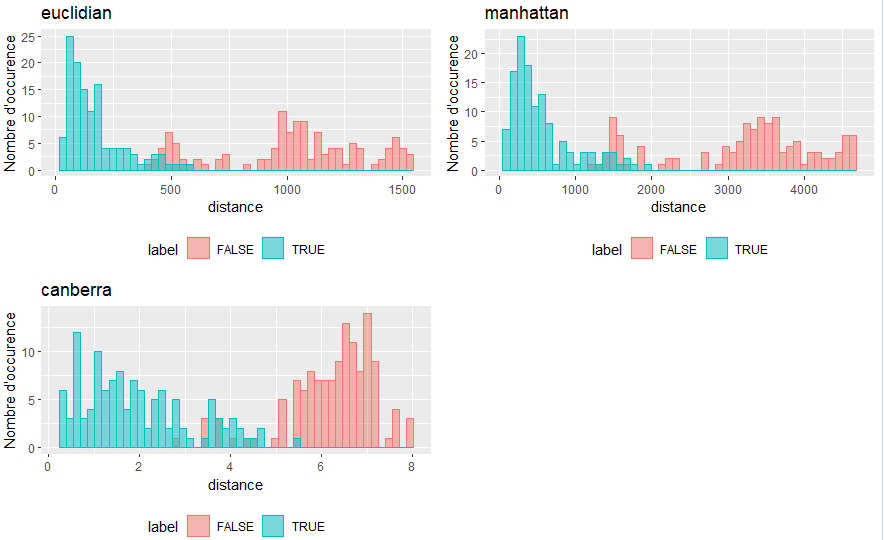 euclidian
25
20
15
10
5
0
Nombre d'occurence
0 500 1000 1500
distance
label FALSE TRUE
manhattan
20
15
10
5
0
Nombre d'occurence
0 1000 2000 3000 4000
distance
label FALSE TRUE
canberra
10
5
0
Nombre d'occurence
0 2 4 6 8
distance
label FALSE TRUE